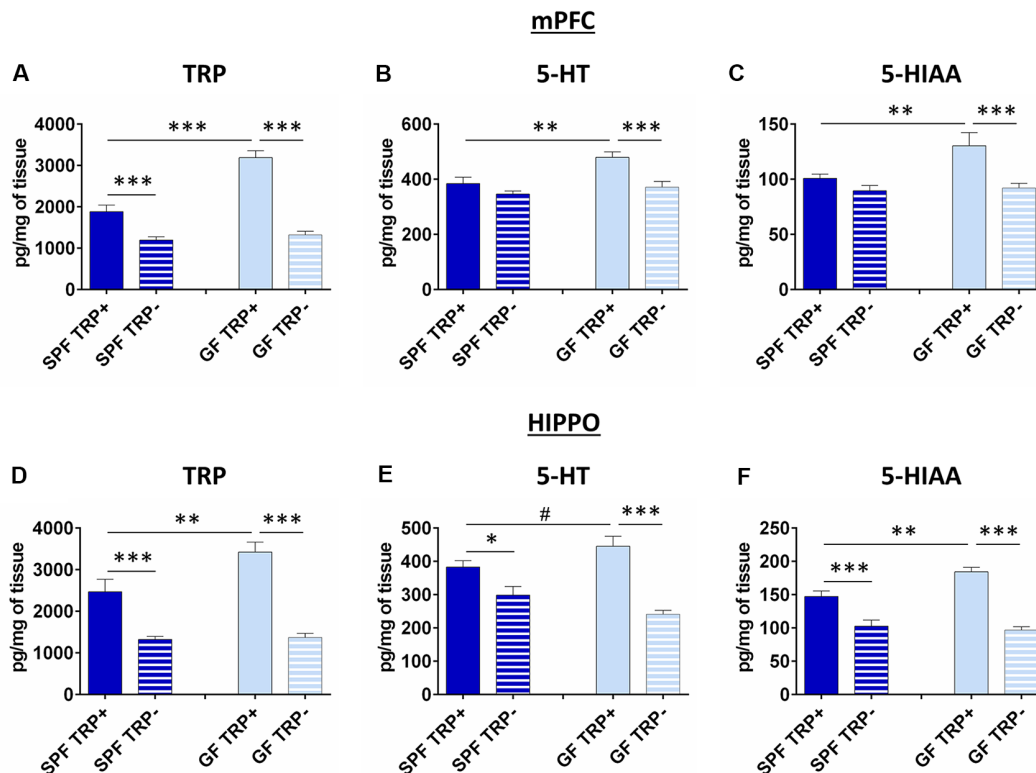 mPFC
A TRP
B 5-HT
C 5-HIAA
pg/mg of tissue
4000
3000
2000
1000
0
*** *** ***
SPF TRP+ SPF TRP- GF TRP+ GF TRP-
pg/mg of tissue
600
400
200
0
** ***
SPF TRP+ SPF TRP- GF TRP+ GF TRP-
pg/mg of tissue
150
100
50
0
** ***
SPF TRP+ SPF TRP- GF TRP+ GF TRP-
HIPPO
D TRP
E 5-HT
F 5-HIAA
pg/mg of tissue
4000
3000
2000
1000
0
** *** ***
SPF TRP+ SPF TRP- GF TRP+ GF TRP-
pg/mg of tissue
500
400
300
200
100
0
# *** *
SPF TRP+ SPF TRP- GF TRP+ GF TRP-
pg/mg of tissue
250
200
150
100
50
0
** *** ***
SPF TRP+ SPF TRP- GF TRP+ GF TRP-